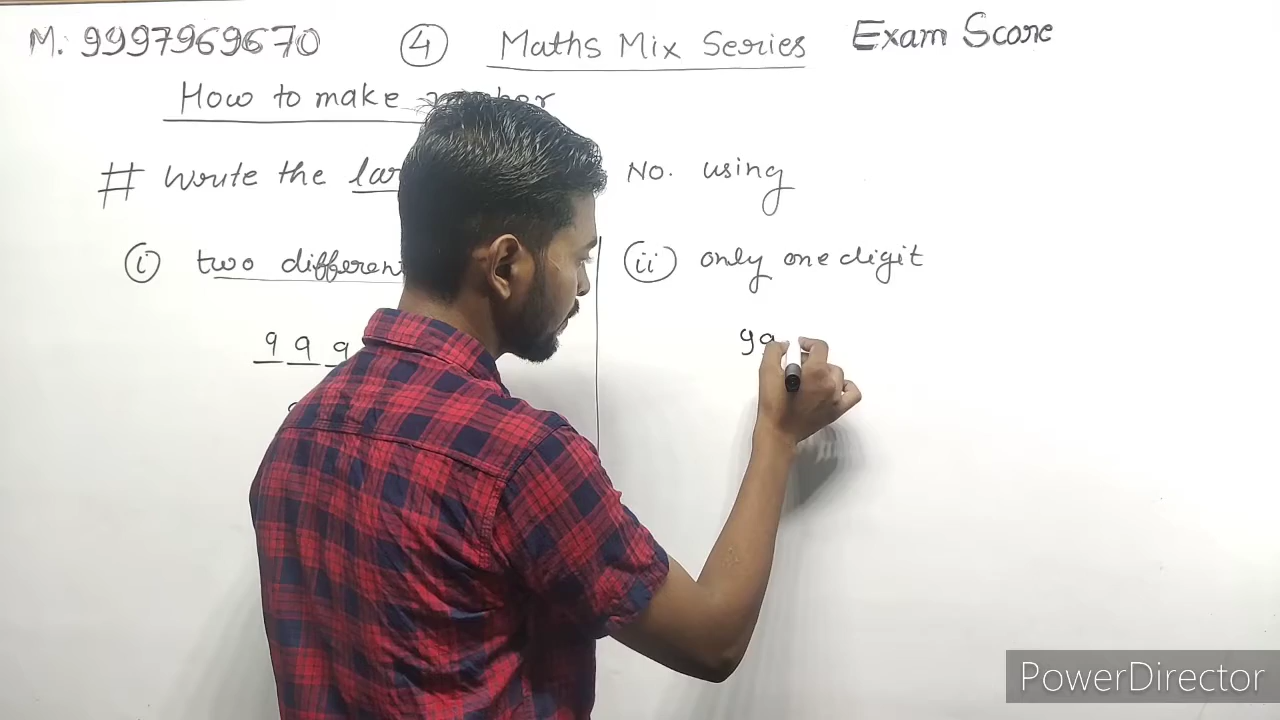 M. 9997969670 ④ Maths Mix Series Exam Score
How to make
# Write the No. using
(i) two different
(ii) only one digit
9 9 9
99
PowerDirector